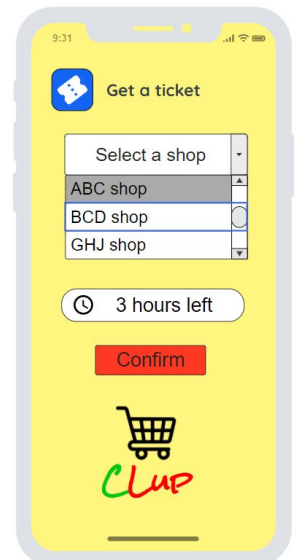 9:31
Get a ticket
Select a shop
ABC shop
BCD shop
GHJ shop
3 hours left
Confirm
CLup